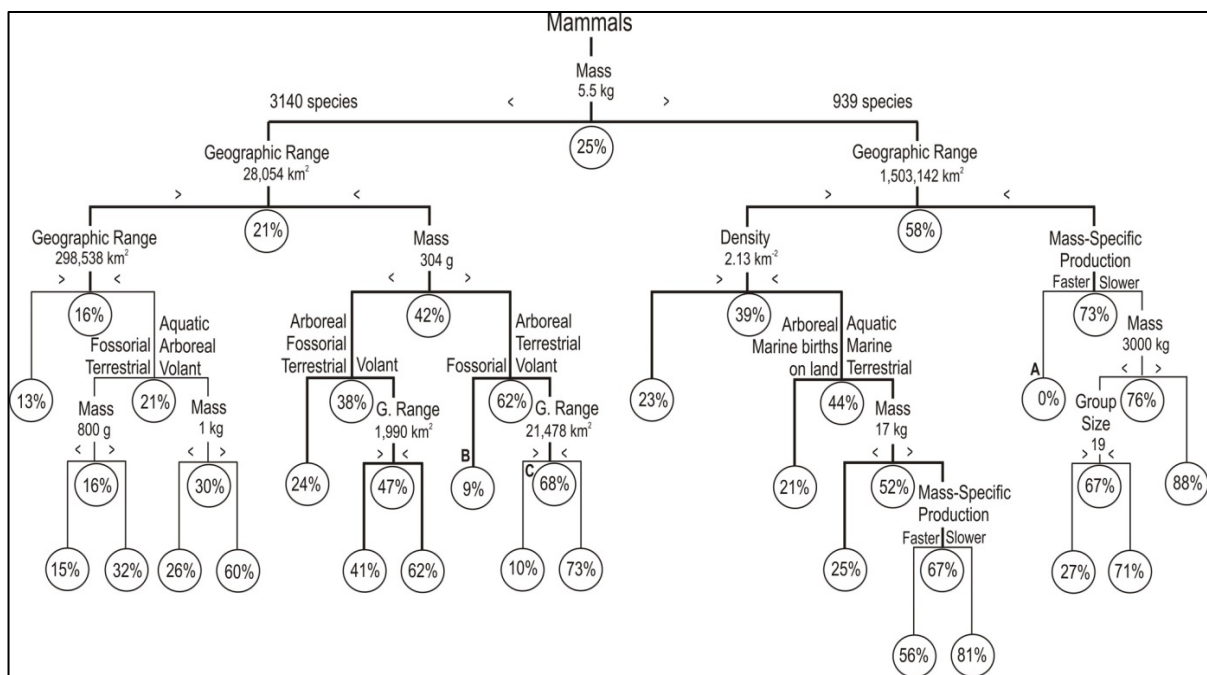 Mammals
Mass
5.5 kg
3140 species
<
>
939 species
25%
Geographic Range
28,054 km²
Geographic Range
1,503,142 km²
>
<
>
<
21%
58%
Geographic Range
298,538 km²
Mass
304 g
Density
2.13 km⁻²
Mass-Specific
Production
Faster
Slower
>
<
<
>
>
<
16%
42%
39%
73%
Fossorial
Terrestrial
Aquatic
Arboreal
Volant
Arboreal
Fossorial
Terrestrial
Volant
Fossorial
Arboreal
Terrestrial
Volant
Arboreal
Marine births
on land
Aquatic
Marine
Terrestrial
Mass
3000 kg
<
>
13%
21%
38%
62%
23%
44%
A
0%
76%
Mass
800 g
Mass
1 kg
G. Range
1,990 km²
G. Range
21,478 km²
Mass
17 kg
Group
Size
19
<
>
<
>
>
<
>
<
<
>
>
<
16%
30%
24%
47%
B
9%
C
68%
21%
52%
67%
88%
Mass-Specific
Production
Faster
Slower
15%
32%
26%
60%
41%
62%
10%
73%
25%
67%
27%
71%
56%
81%